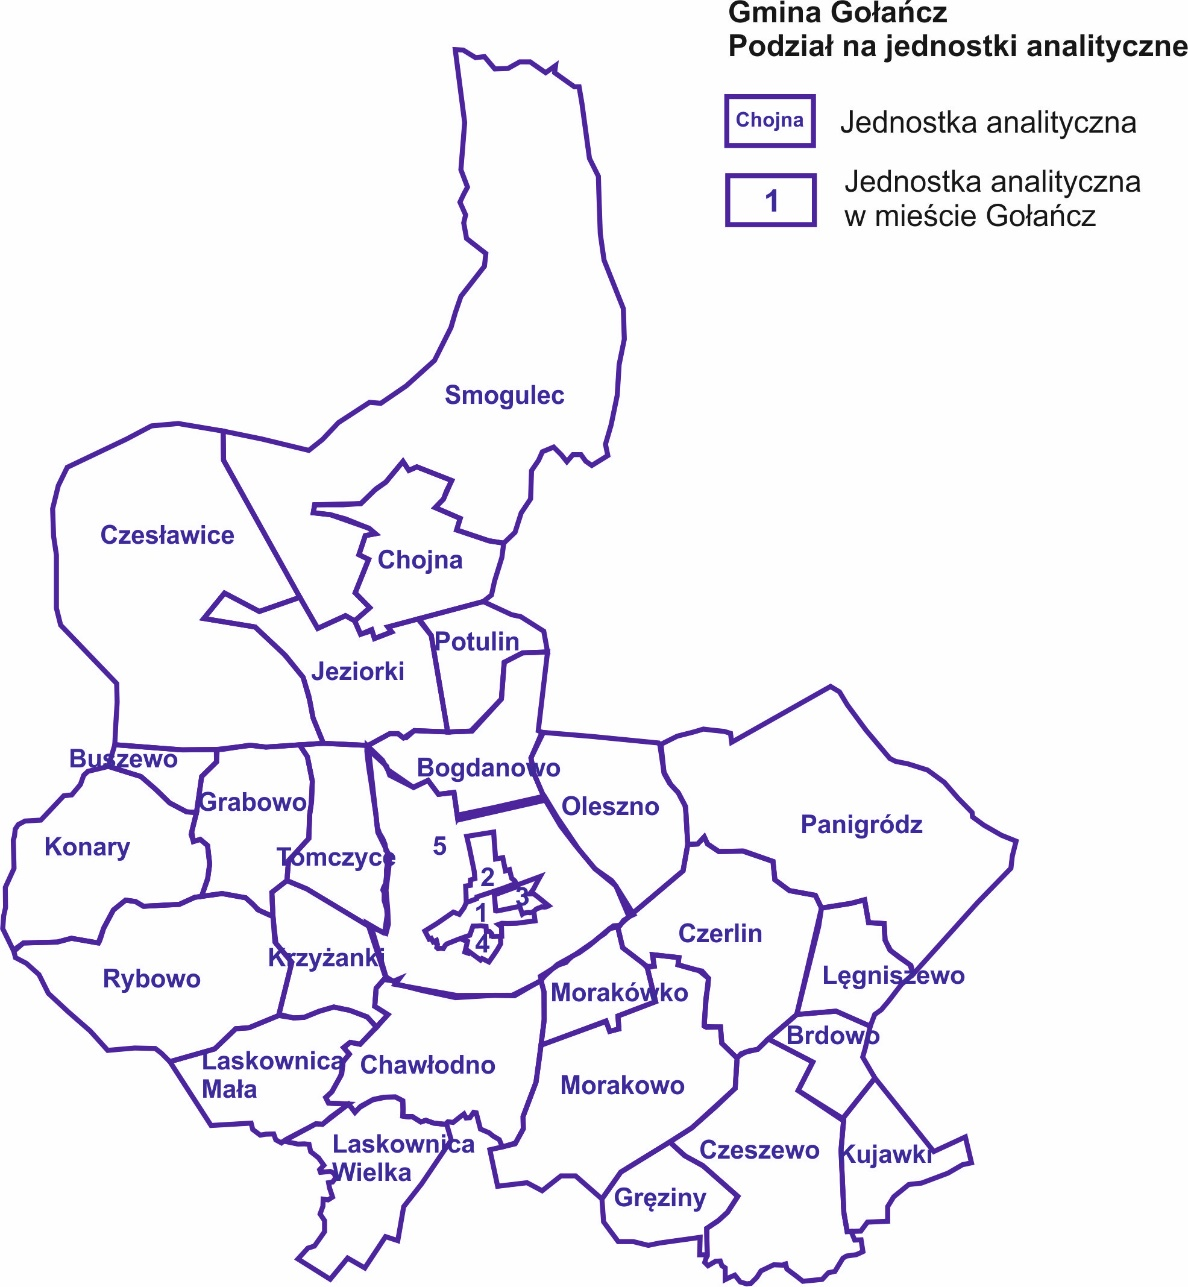 Gmina Gołańcz
Podział na jednostki analityczne
Chojna
Jednostka analityczna
1
Jednostka analityczna
w mieście Gołańcz
Smogulec
Czesławice
Chojna
Potulin
Jeziorki
Buszewo
Bogdanowo
Grabowo
Oleszno
Panigródz
Konary
5
Tomczyce
2
3
1
4
Czerlin
Krzyżanki
Rybowo
Lęgniszewo
Morakówko
Brdowo
Laskownica
Mała
Chawłodno
Morakowo
Laskownica
Wielka
Czeszewo
Kujawki
Gręziny